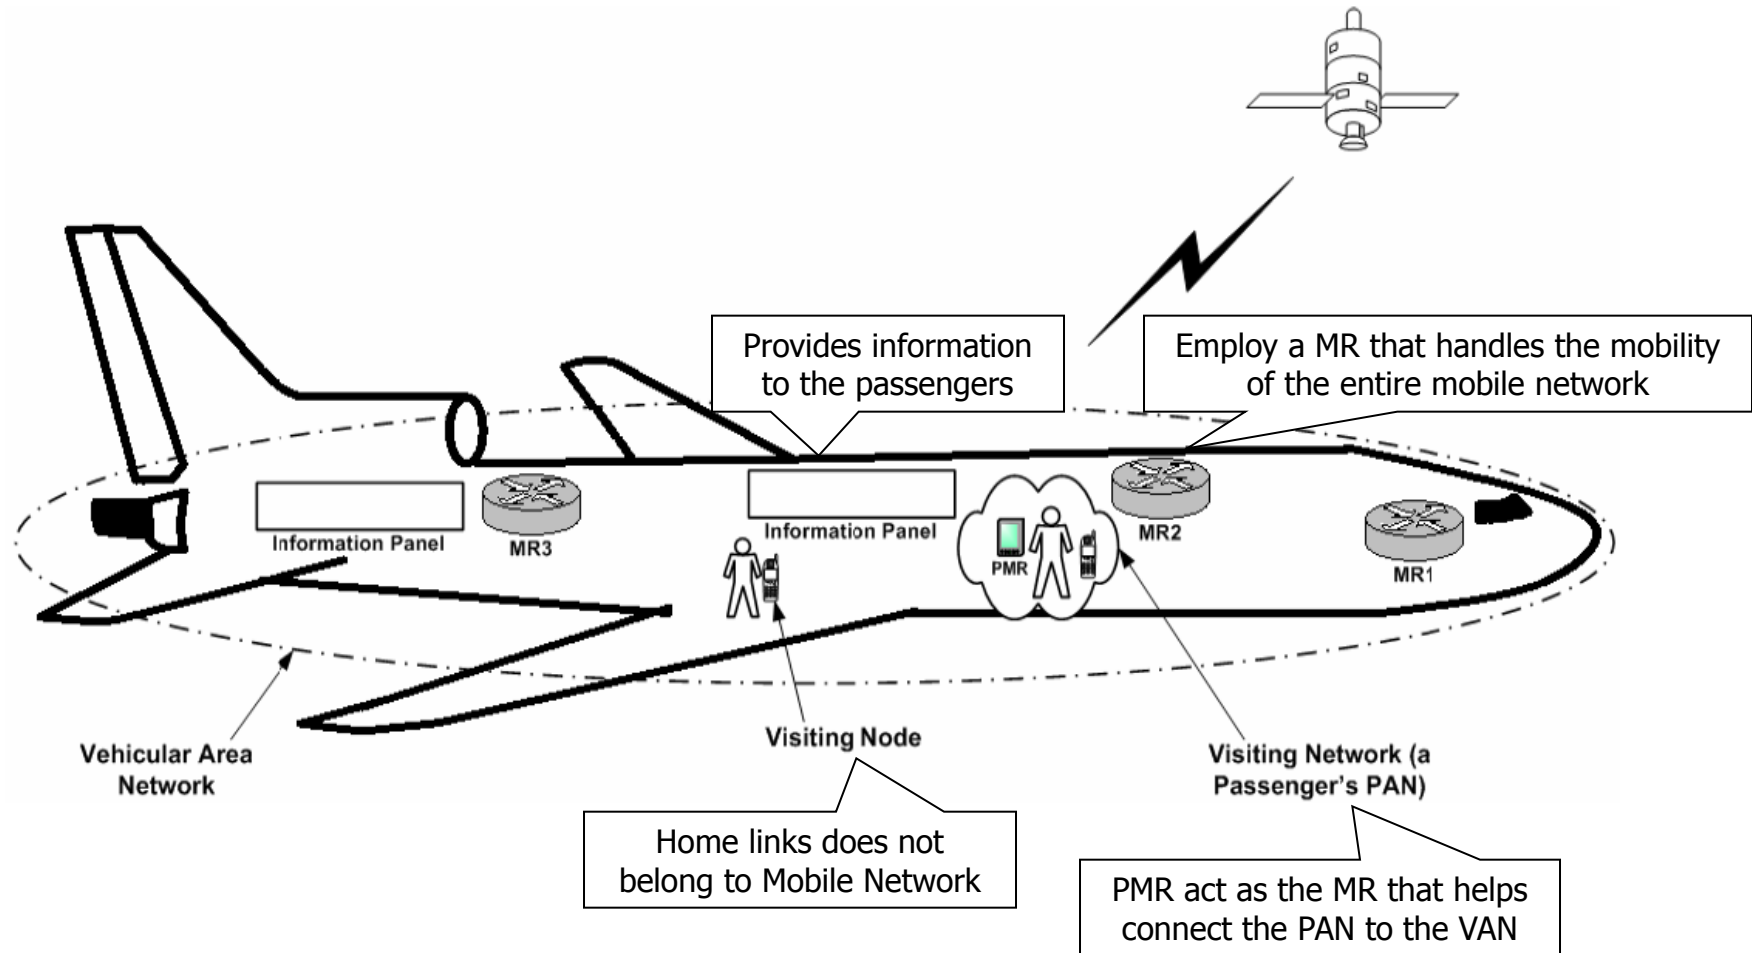 Provides information
to the passengers
Employ a MR that handles the mobility
of the entire mobile network
Information Panel
MR3
Information Panel
PMR
MR2
MR1
Vehicular Area
Network
Visiting Node
Visiting Network (a
Passenger's PAN)
Home links does not
belong to Mobile Network
PMR act as the MR that helps
connect the PAN to the VAN